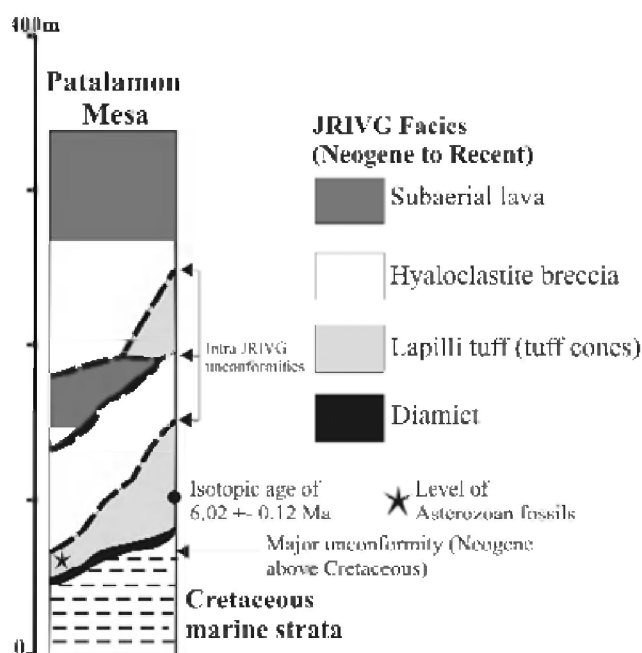 400m
Patalamon
Mesa
JRIVG Facies
(Neogene to Recent)
Subaerial lava
Hyaloclastite breccia
Intra JRIVG
unconformities
Lapilli tuff (tuff cones)
Diamict
Isotopic age of
6,02 +- 0.12 Ma
Level of
Asterozoan fossils
Major unconformity (Neogene
above Cretaceous)
Cretaceous
marine strata
0